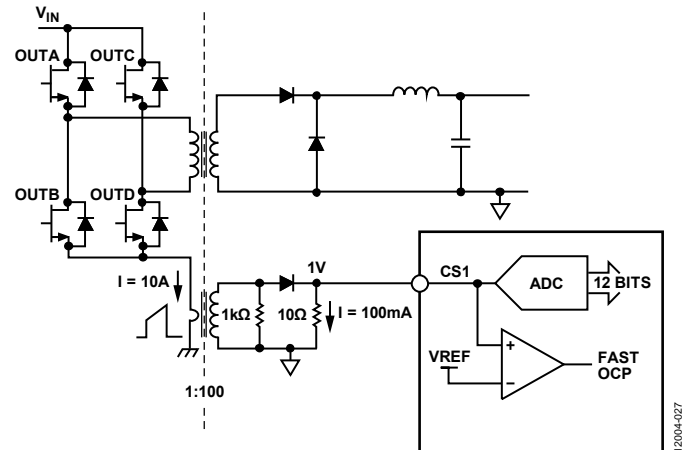 VIN
OUTA
OUTC
OUTB
OUTD
I = 10A
1kΩ
10Ω
1V
I = 100mA
1:100
CS1
ADC
12 BITS
VREF
+
–
FAST
OCP
12004-027